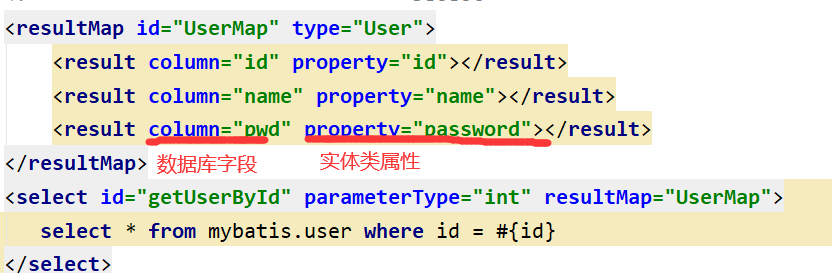 <resultMap id="UserMap" type="User">
<result column="id" property="id"></result>
<result column="name" property="name"></result>
<result column="pwd" property="password"></result>
</resultMap> 数据库字段 实体类属性
<select id="getUserById" parameterType="int" resultMap="UserMap">
select * from mybatis.user where id = #{id}
</select>